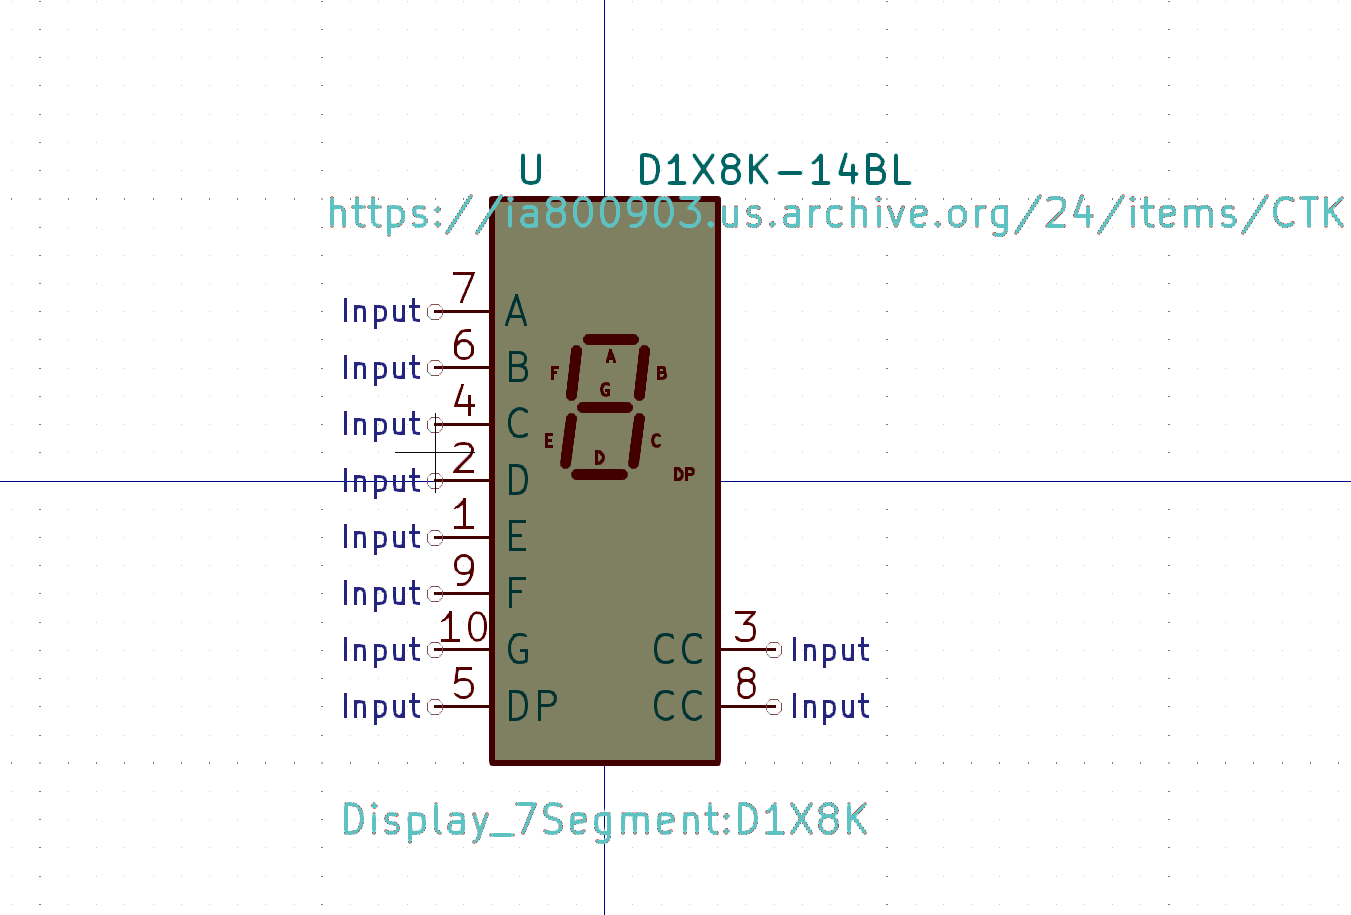 U D1X8K-14BL
https://ia800903.us.archive.org/24/items/CTK
Input 7 A
Input 6 B
Input 4 C
Input 2 D
Input 1 E
Input 9 F
Input 10 G CC 3 Input
Input 5 DP CC 8 Input
A
F B
G
E C
D
DP
Display_7Segment:D1X8K